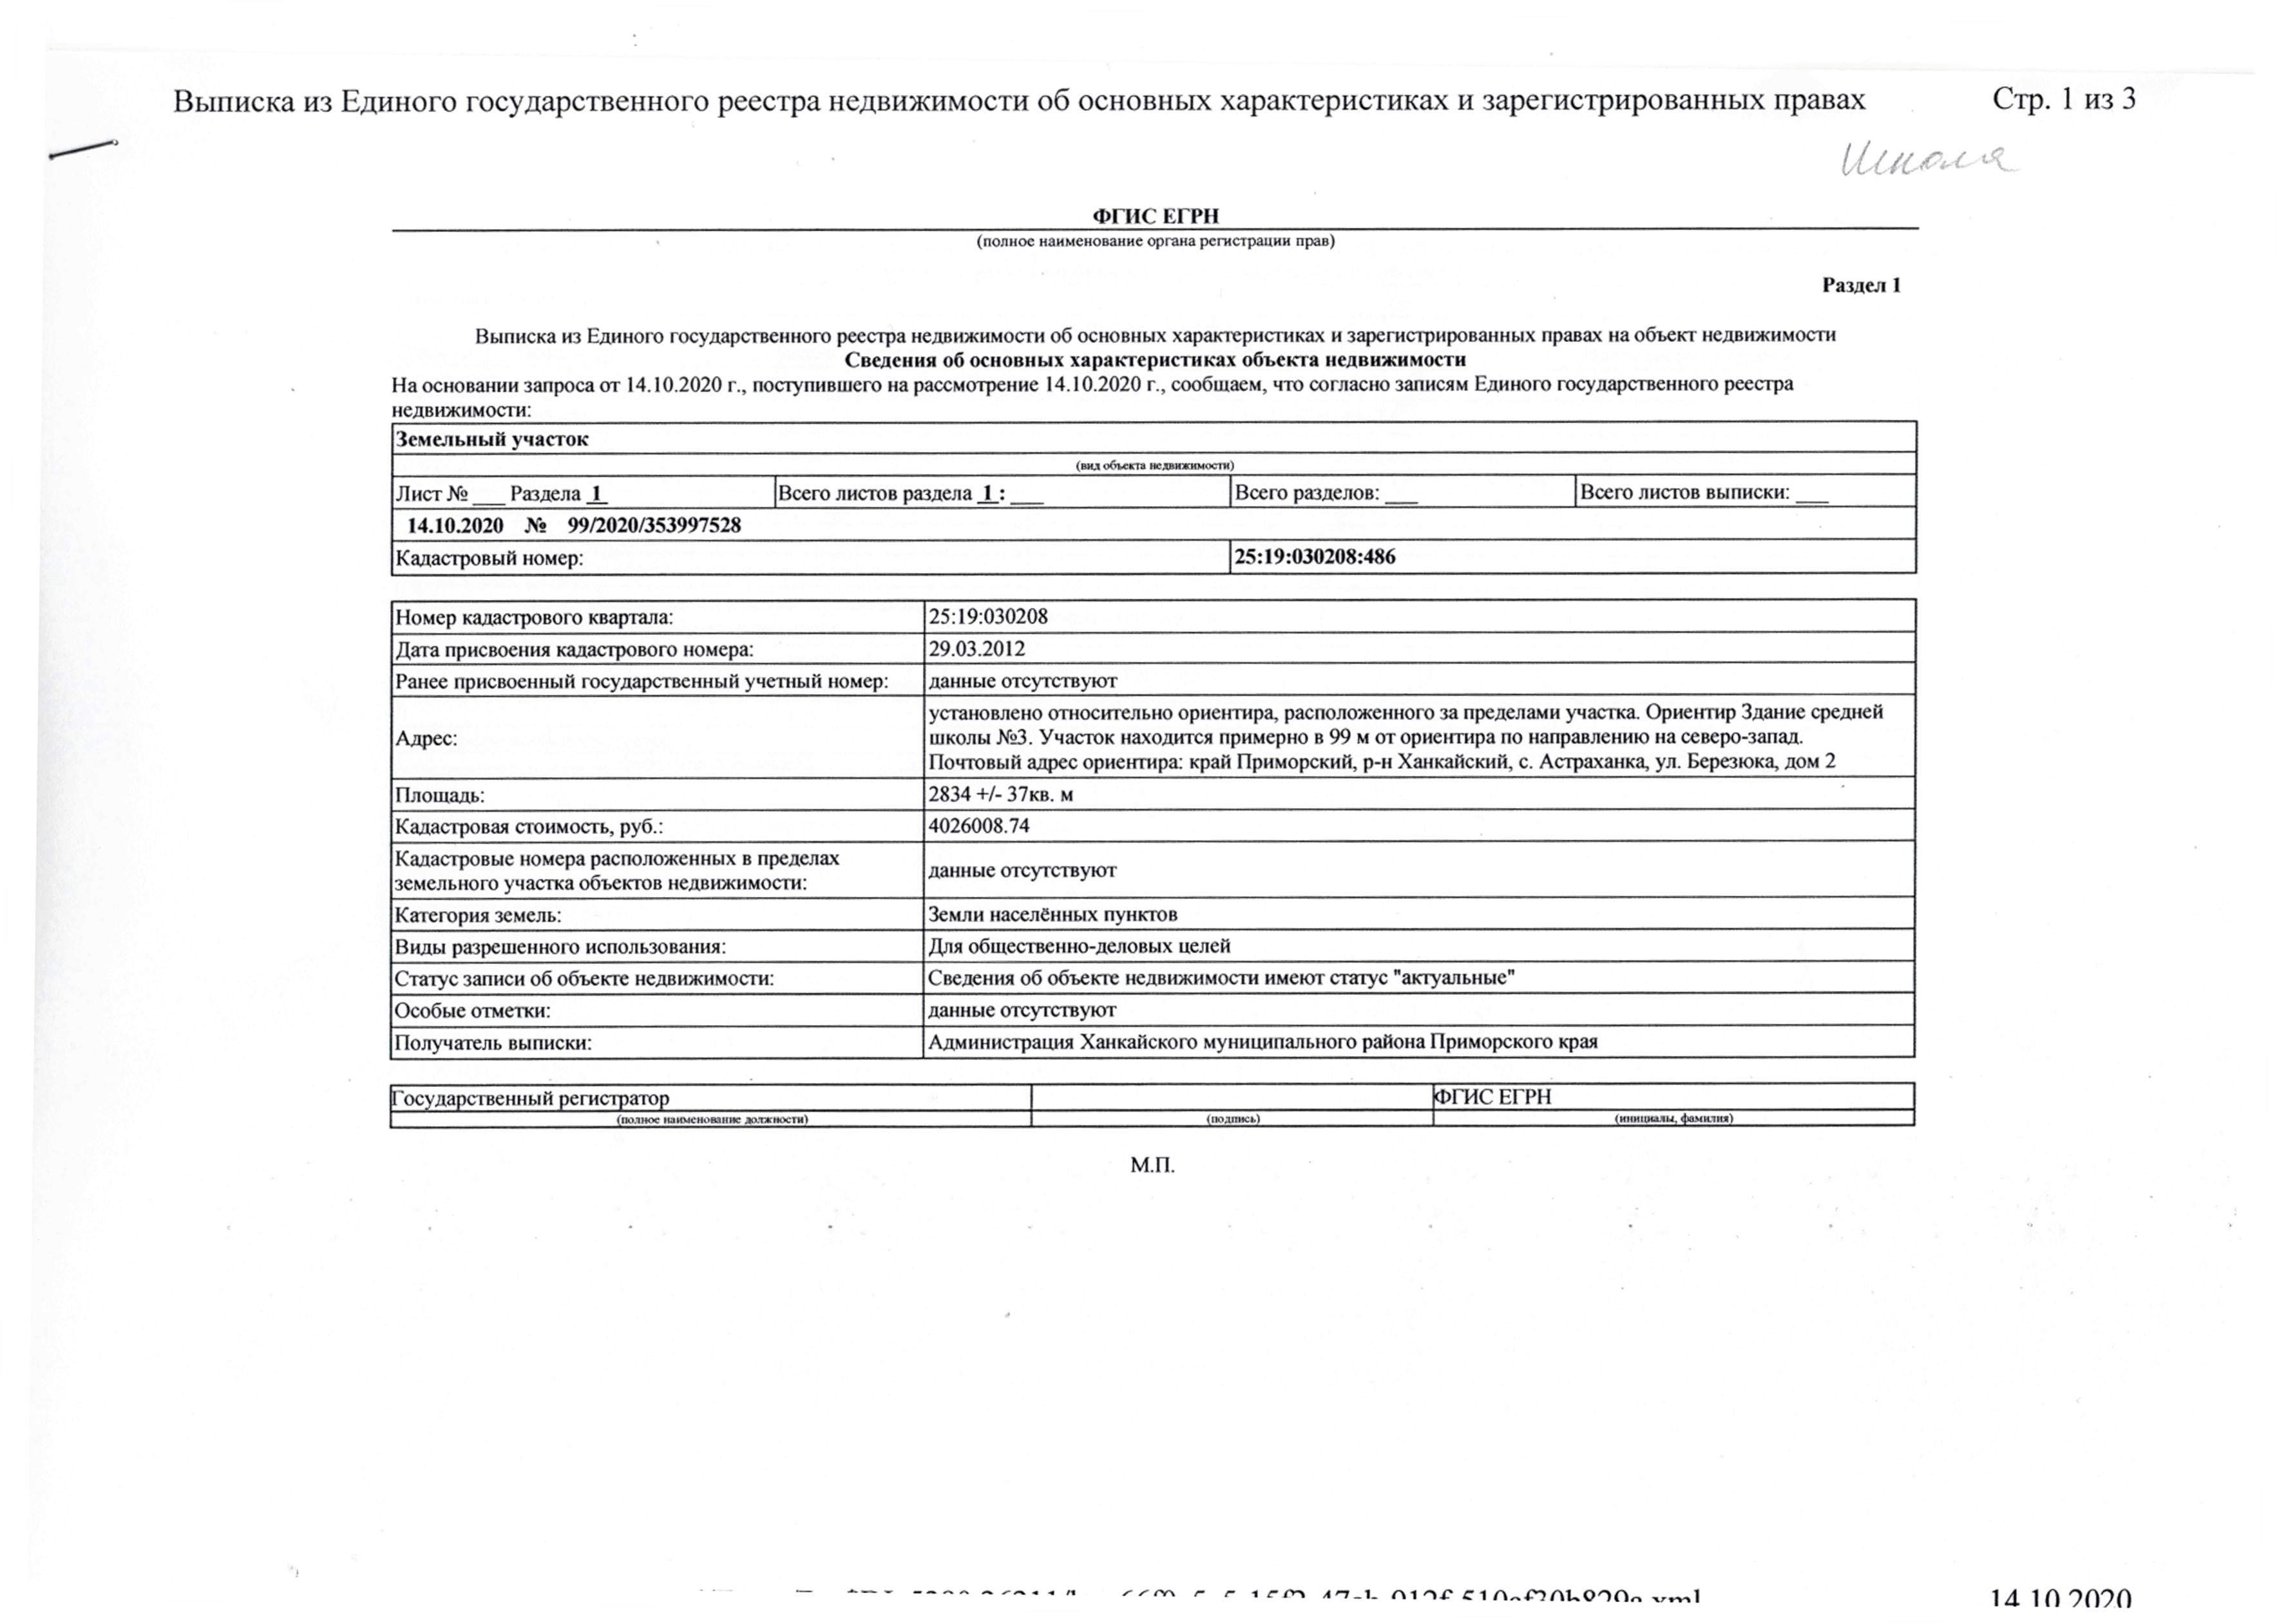 Выписка из Единого государственного реестра недвижимости об основных характеристиках и зарегистрированных правах Стр. 1 из 3
Школа
ФГИС ЕГРН
(полное наименование органа регистрации прав)
Раздел 1
Выписка из Единого государственного реестра недвижимости об основных характеристиках и зарегистрированных правах на объект недвижимости
Сведения об основных характеристиках объекта недвижимости
На основании запроса от 14.10.2020 г., поступившего на рассмотрение 14.10.2020 г., сообщаем, что согласно записям Единого государственного реестра
недвижимости:
Земельный участок
(вид объекта недвижимости)
Лист № ___ Раздела 1 Всего листов раздела 1 : ___ Всего разделов: ___ Всего листов выписки: ___
14.10.2020 № 99/2020/353997528
Кадастровый номер: 25:19:030208:486
Номер кадастрового квартала: 25:19:030208
Дата присвоения кадастрового номера: 29.03.2012
Ранее присвоенный государственный учетный номер: данные отсутствуют
Адрес: установлено относительно ориентира, расположенного за пределами участка. Ориентир Здание средней
школы №3. Участок находится примерно в 99 м от ориентира по направлению на северо-запад.
Почтовый адрес ориентира: край Приморский, р-н Ханкайский, с. Астраханка, ул. Березюка, дом 2
Площадь: 2834 +/- 37кв. м
Кадастровая стоимость, руб.: 4026008.74
Кадастровые номера расположенных в пределах
земельного участка объектов недвижимости: данные отсутствуют
Категория земель: Земли населённых пунктов
Виды разрешенного использования: Для общественно-деловых целей
Статус записи об объекте недвижимости: Сведения об объекте недвижимости имеют статус "актуальные"
Особые отметки: данные отсутствуют
Получатель выписки: Администрация Ханкайского муниципального района Приморского края
Государственный регистратор ФГИС ЕГРН
(полное наименование должности) (подпись) (инициалы, фамилия)
М.П.
14.10.2020